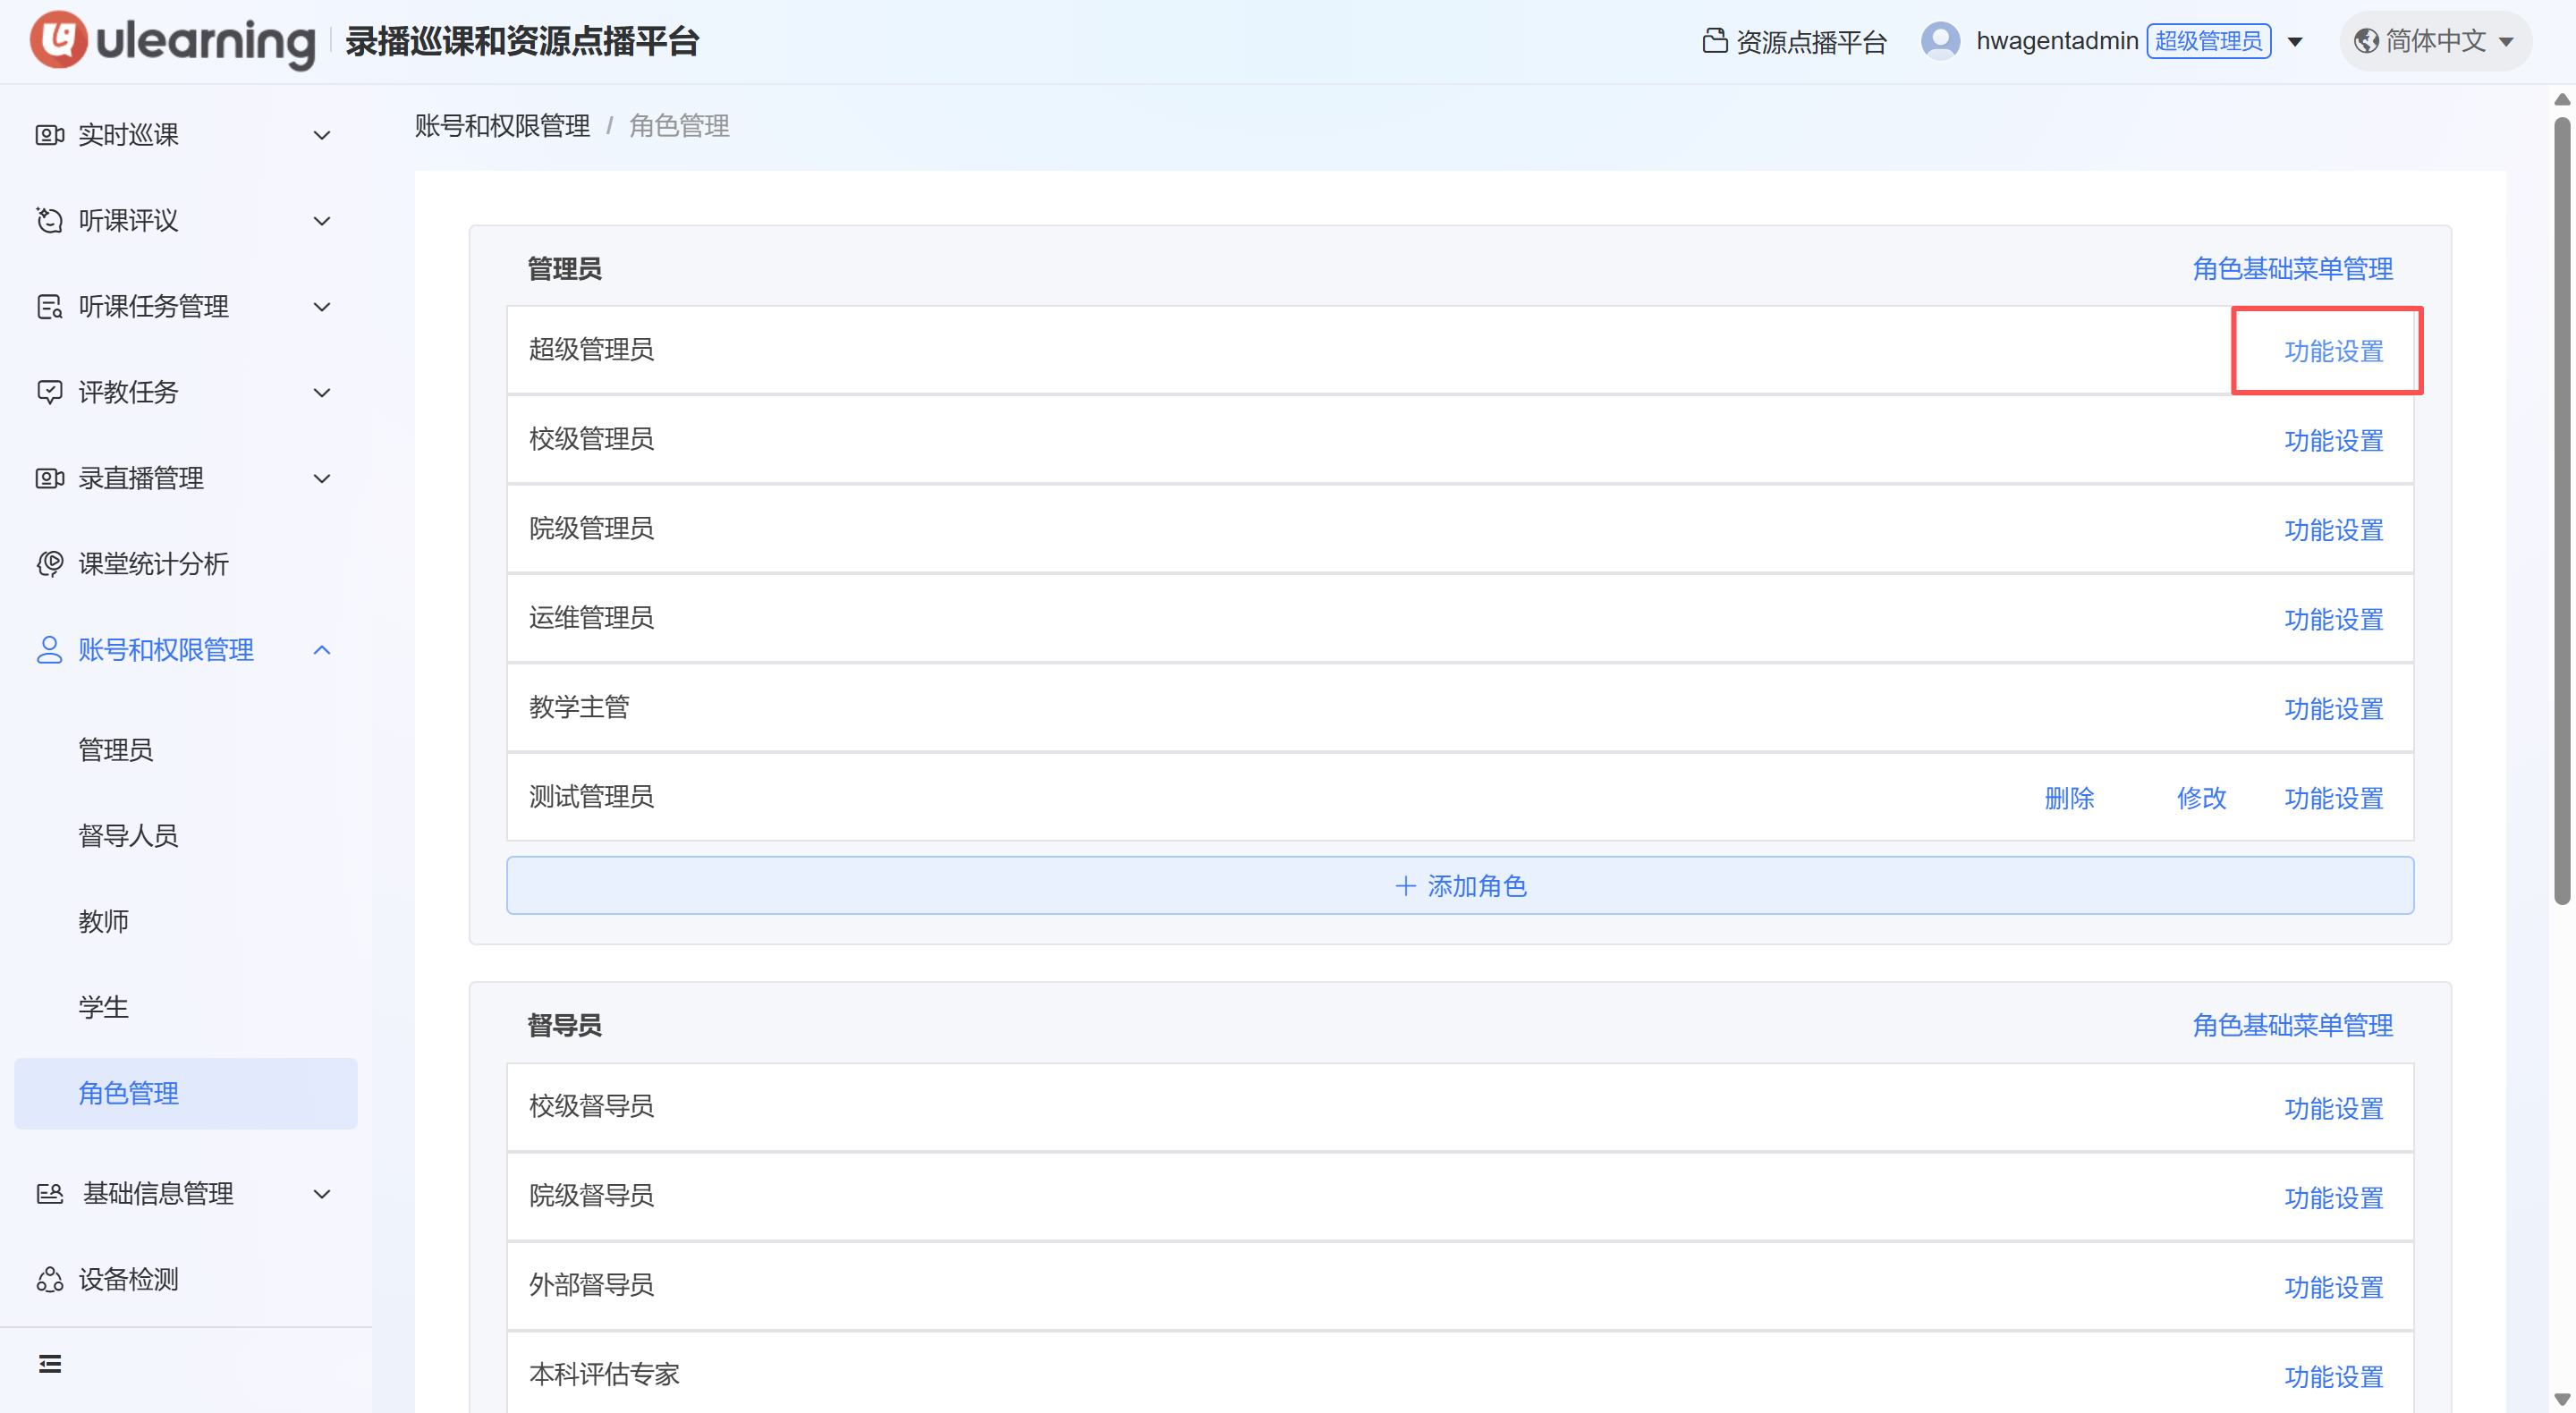 ulearning 录播巡课和资源点播平台 资源点播平台 hwagentadmin 超级管理员 简体中文
实时巡课
听课评议
听课任务管理
评教任务
录直播管理
课堂统计分析
账号和权限管理
管理员
督导人员
教师
学生
角色管理
基础信息管理
设备检测
账号和权限管理 / 角色管理
管理员 角色基础菜单管理
超级管理员 功能设置
校级管理员 功能设置
院级管理员 功能设置
运维管理员 功能设置
教学主管 功能设置
测试管理员 删除 修改 功能设置
+ 添加角色
督导员 角色基础菜单管理
校级督导员 功能设置
院级督导员 功能设置
外部督导员 功能设置
本科评估专家 功能设置